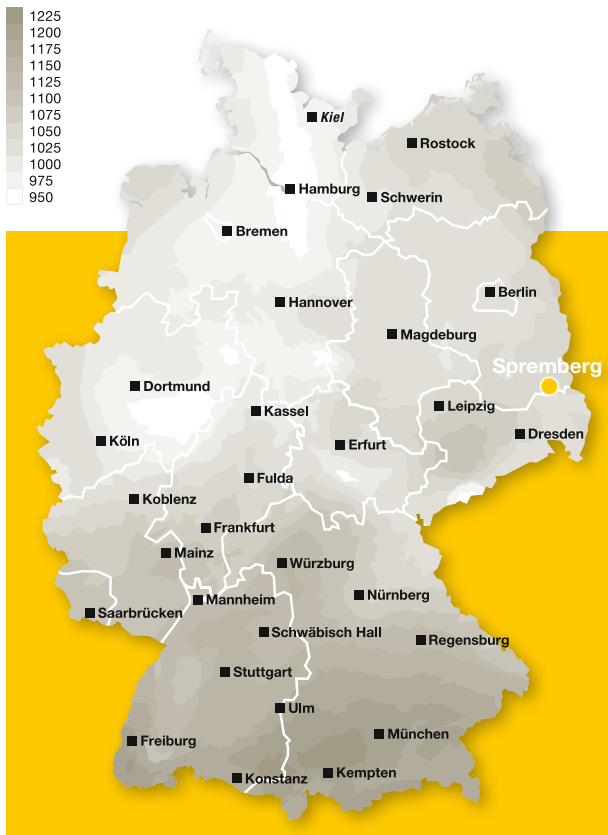 1225
1200
1175
1125
1100
1075
1050
1025
1000
975
950
Kiel
Rostock
Hamburg
Schwerin
Bremen
Berlin
Hannover
Magdeburg
Spremberg
Dortmund
Kassel
Leipzig
Köln
Erfurt
Dresden
Fulda
Koblenz
Frankfurt
Mainz
Würzburg
Mannheim
Nürnberg
Saarbrücken
Schwäbisch Hall
Regensburg
Stuttgart
Ulm
Freiburg
München
Konstanz
Kempten